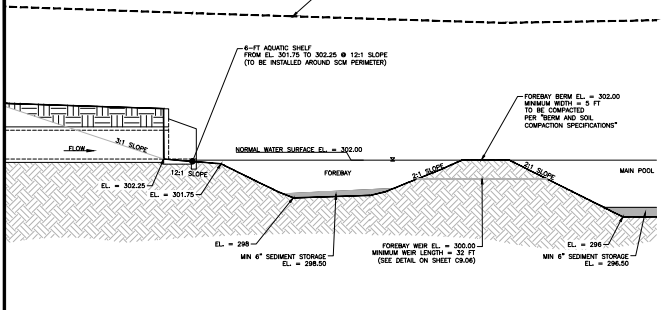 6-FT AQUATIC SHELF
FROM EL. 301.75 TO 302.25 @ 12:1 SLOPE
(TO BE INSTALLED AROUND SCM PERIMETER)
FOREBAY BERM EL. = 302.00
MINIMUM WIDTH = 5 FT
TO BE COMPACTED
PER "BERM AND SOIL
COMPACTION SPECIFICATIONS"
FLOW
3:1 SLOPE
NORMAL WATER SURFACE EL. = 302.00
12:1 SLOPE
FOREBAY
2:1 SLOPE
2:1 SLOPE
MAIN POOL
EL. = 302.25
EL. = 301.75
EL. = 298
MIN 6" SEDIMENT STORAGE
EL. = 298.50
FOREBAY WEIR EL. = 300.00
MINIMUM WEIR LENGTH = 32 FT
(SEE DETAIL ON SHEET C9.06)
EL. = 296
MIN 6" SEDIMENT STORAGE
EL. = 296.50